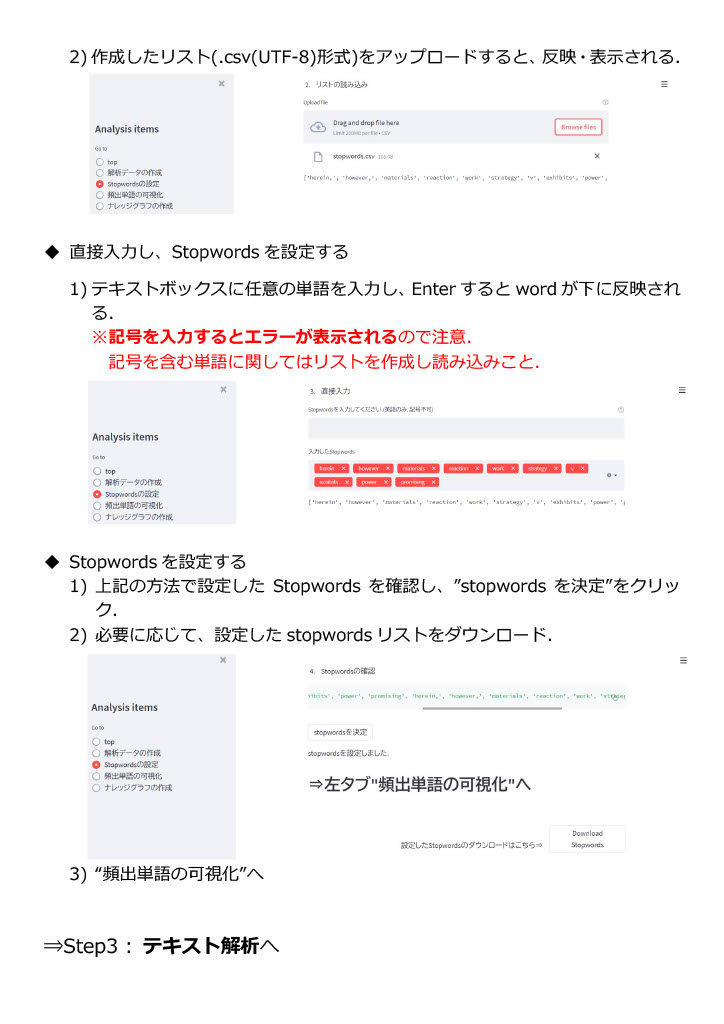 2) 作成したリスト(.csv(UTF-8)形式)をアップロードすると、反映・表示される.
×
Analysis items
Go to
top
解析データの作成
Stopwordsの設定
頻出単語の可視化
ナレッジグラフの作成
2. リストの読み込み
Upload file
Drag and drop file here
Limit 200MB per file • CSV
Browse files
stopwords.csv
×
['herein,', 'however,', 'materials', 'reaction', 'work', 'strategy', 'v', 'exhibite', 'power',
◆ 直接入力し、Stopwords を設定する
1) テキストボックスに任意の単語を入力し、Enter すると word が下に反映され
る.
※記号を入力するとエラーが表示されるので注意.
記号を含む単語に関してはリストを作成し読み込みこと.
×
Analysis items
Go to
top
解析データの作成
Stopwordsの設定
頻出単語の可視化
ナレッジグラフの作成
3. 直接入力
Stopwordsを入力してください (英語のみ, 記号不可)
入力したStopwords
herein × however × materials × reaction × work × strategy × v ×
exhibits × power × promising ×
['herein', 'however', 'materials', 'reaction', 'work', 'strategy', 'v', 'exhibits', 'power',
◆ Stopwords を設定する
1) 上記の方法で設定した Stopwords を確認し、”stopwords を決定”をクリッ
ク.
2) 必要に応じて、設定した stopwords リストをダウンロード.
×
Analysis items
Go to
top
解析データの作成
Stopwordsの設定
頻出単語の可視化
ナレッジグラフの作成
4. Stopwordsの確認
'power', 'promising', 'herein,', 'however,', 'materials', 'reaction', 'work',
stopwordsを決定
stopwordsを設定しました.
⇒左タブ"頻出単語の可視化"へ
設定したStopwordsのダウンロードはこちら⇒
Download
Stopwords
3) “頻出単語の可視化”へ
⇒Step3 : テキスト解析へ